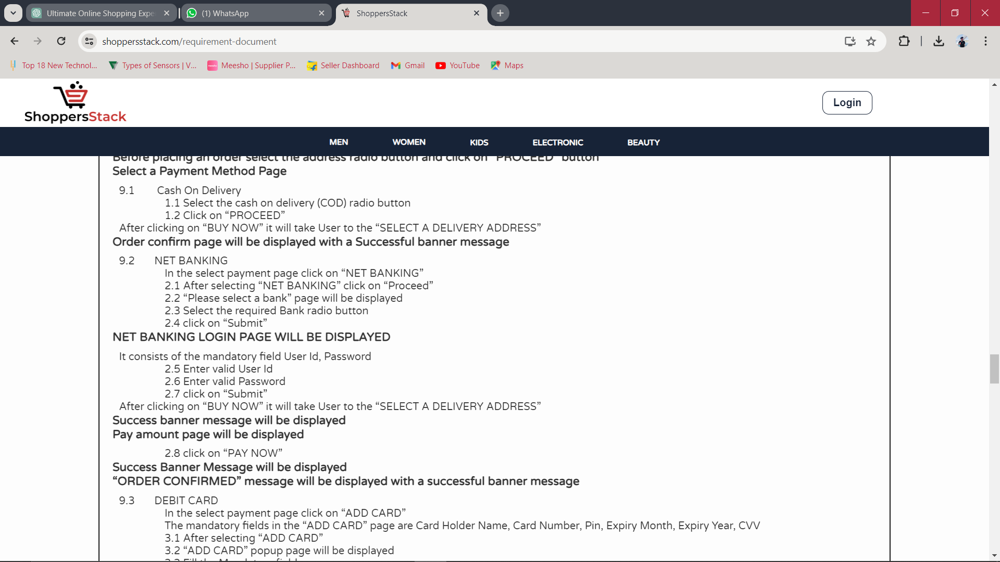 Ultimate Online Shopping Expe
(1) WhatsApp
ShoppersStack
shoppersstack.com/requirement-document
Top 18 New Technol...
Types of Sensors | V...
Meesho | Supplier P...
Seller Dashboard
Gmail
YouTube
Maps
ShoppersStack
Login
MEN
WOMEN
KIDS
ELECTRONIC
BEAUTY
Before placing an order select the address radio button and click on “PROCEED” button
Select a Payment Method Page
9.1 Cash On Delivery
1.1 Select the cash on delivery (COD) radio button
1.2 Click on “PROCEED”
After clicking on “BUY NOW” it will take User to the “SELECT A DELIVERY ADDRESS”
Order confirm page will be displayed with a Successful banner message
9.2 NET BANKING
In the select payment page click on “NET BANKING”
2.1 After selecting “NET BANKING” click on “Proceed”
2.2 “Please select a bank” page will be displayed
2.3 Select the required Bank radio button
2.4 click on “Submit”
NET BANKING LOGIN PAGE WILL BE DISPLAYED
It consists of the mandatory field User Id, Password
2.5 Enter valid User Id
2.6 Enter valid Password
2.7 click on “Submit”
After clicking on “BUY NOW” it will take User to the “SELECT A DELIVERY ADDRESS”
Success banner message will be displayed
Pay amount page will be displayed
2.8 click on “PAY NOW”
Success Banner Message will be displayed
“ORDER CONFIRMED” message will be displayed with a successful banner message
9.3 DEBIT CARD
In the select payment page click on “ADD CARD”
The mandatory fields in the “ADD CARD” page are Card Holder Name, Card Number, Pin, Expiry Month, Expiry Year, CVV
3.1 After selecting “ADD CARD”
3.2 “ADD CARD” popup page will be displayed